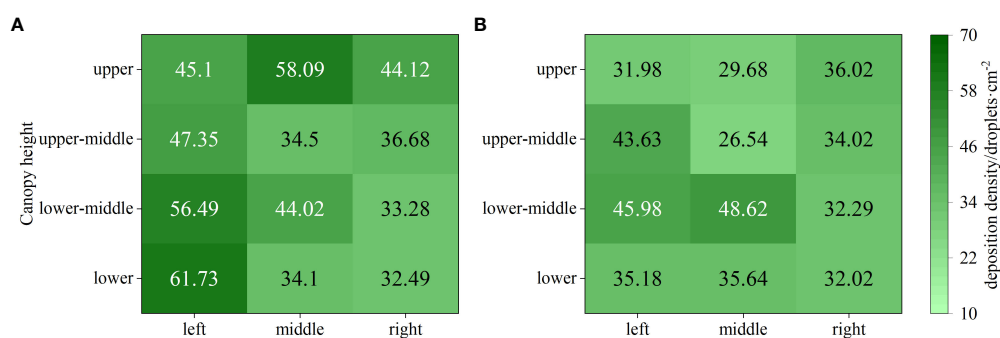 A
B
Canopy height
upper
45.1 58.09 44.12
upper-middle
47.35 34.5 36.68
lower-middle
56.49 44.02 33.28
lower
61.73 34.1 32.49
left middle right
upper
31.98 29.68 36.02
upper-middle
43.63 26.54 34.02
lower-middle
45.98 48.62 32.29
lower
35.18 35.64 32.02
left middle right
70
58
46
34
22
10
deposition density/droplets·cm⁻²